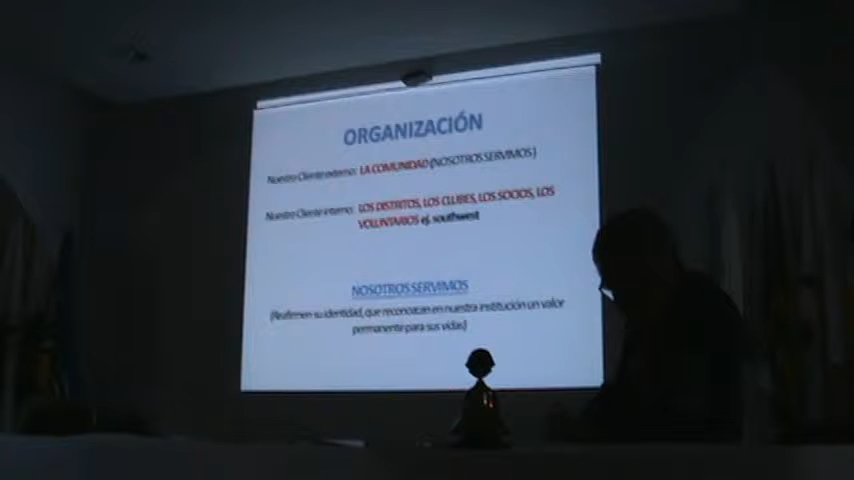 ORGANIZACIÓN
Nuestro Cliente externo: LA COMUNIDAD (NOSOTROS SERVIMOS)
Nuestro Cliente interno: LOS DISTRITOS, LOS CLUBES, LOS SOCIOS, LOS
VOLUNTARIOS ej. southwest
NOSOTROS SERVIMOS
(Reafirmen su identidad, que reconozcan en nuestra institución un valor
permanente para sus vidas)